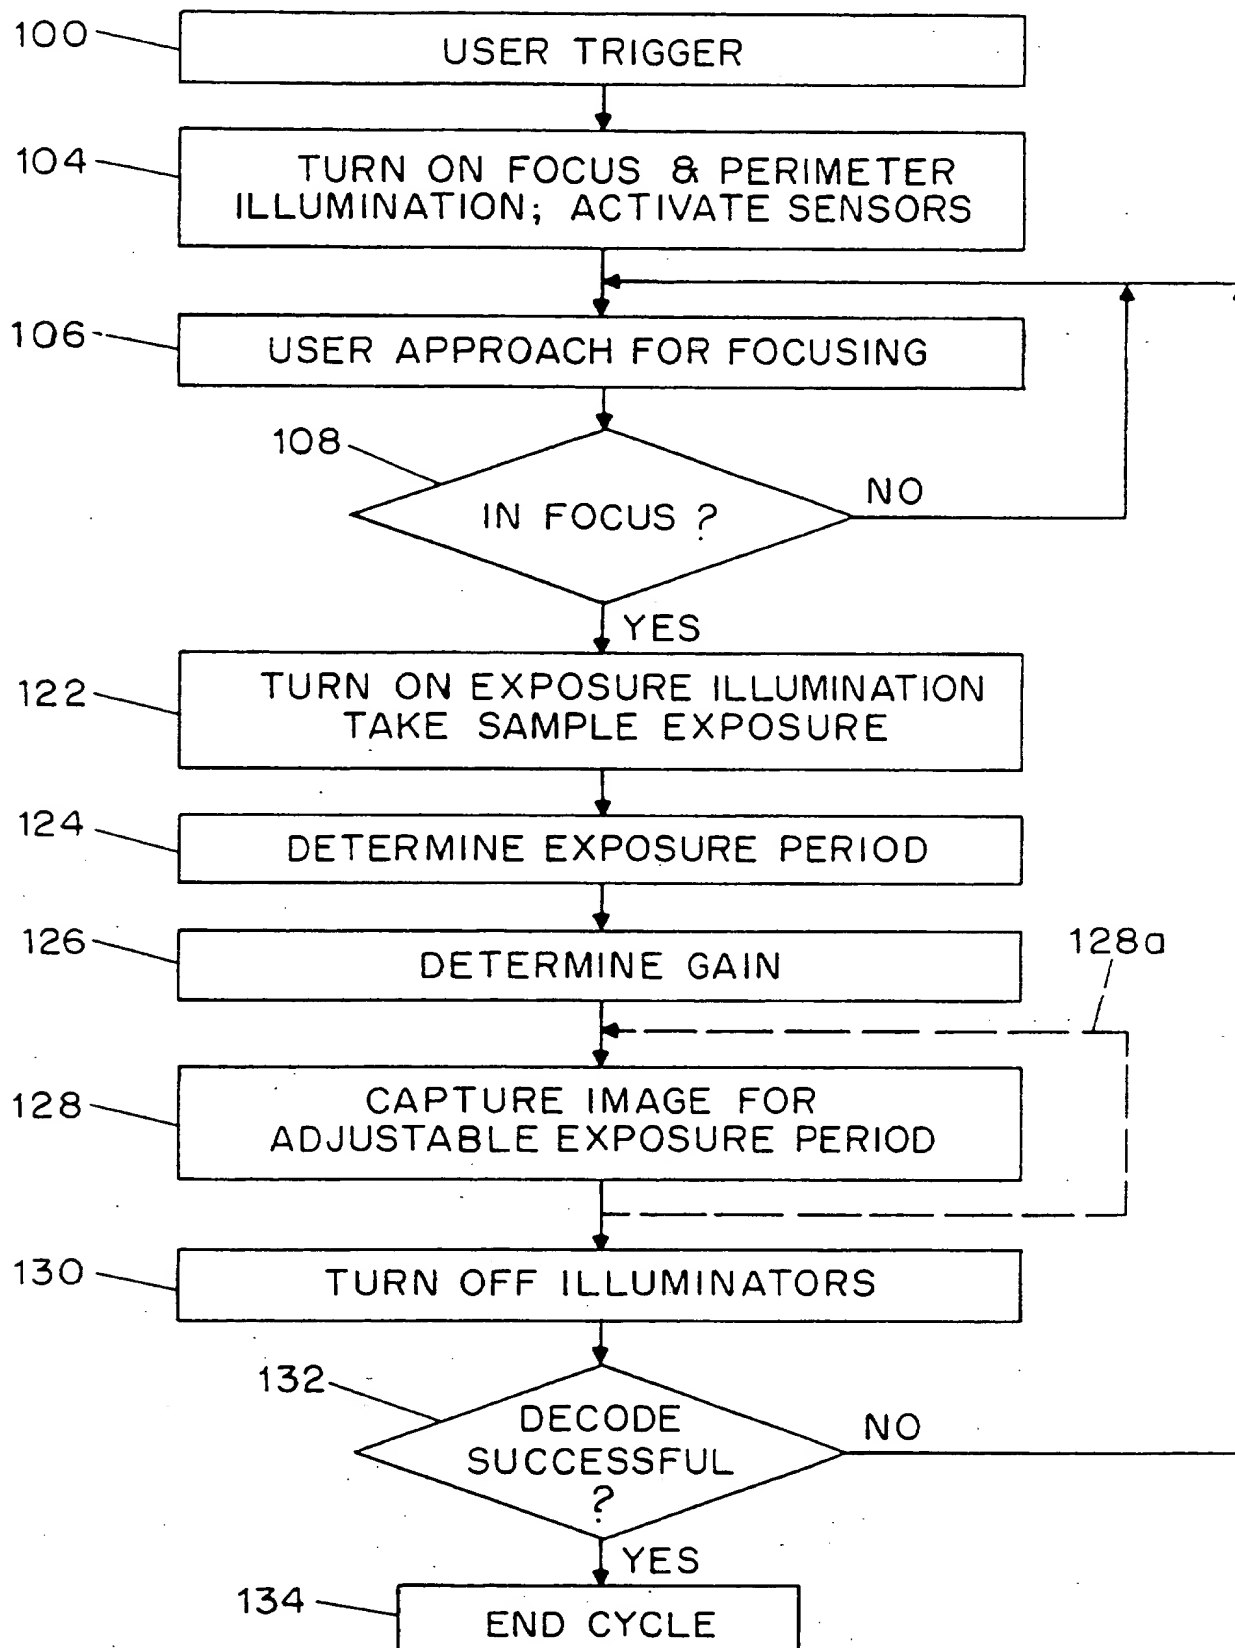 100
USER TRIGGER
104
TURN ON FOCUS & PERIMETER
ILLUMINATION; ACTIVATE SENSORS
106
USER APPROACH FOR FOCUSING
108
IN FOCUS ?
NO
YES
122
TURN ON EXPOSURE ILLUMINATION
TAKE SAMPLE EXPOSURE
124
DETERMINE EXPOSURE PERIOD
126
DETERMINE GAIN
128a
128
CAPTURE IMAGE FOR
ADJUSTABLE EXPOSURE PERIOD
130
TURN OFF ILLUMINATORS
132
DECODE
SUCCESSFUL
?
NO
YES
134
END CYCLE